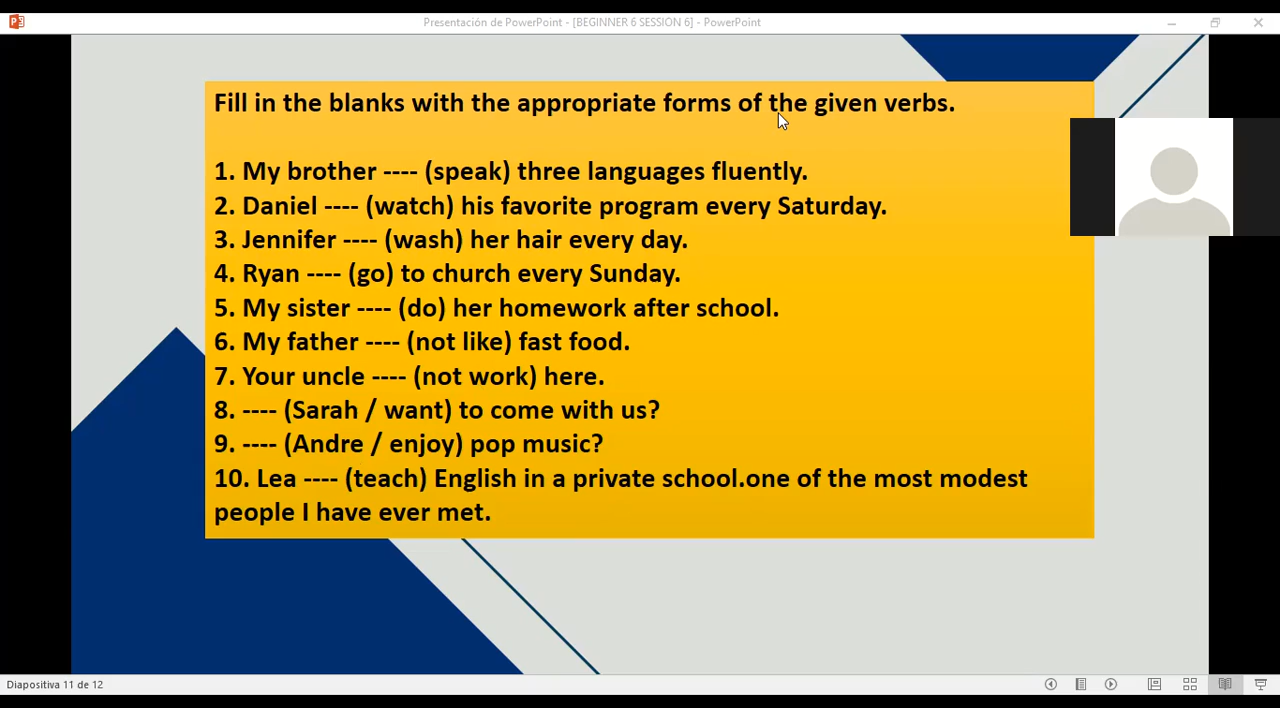 Presentación de PowerPoint - [BEGINNER 6 SESSION 6] - PowerPoint
Fill in the blanks with the appropriate forms of the given verbs.
1. My brother ---- (speak) three languages fluently.
2. Daniel ---- (watch) his favorite program every Saturday.
3. Jennifer ---- (wash) her hair every day.
4. Ryan ---- (go) to church every Sunday.
5. My sister ---- (do) her homework after school.
6. My father ---- (not like) fast food.
7. Your uncle ---- (not work) here.
8. ---- (Sarah / want) to come with us?
9. ---- (Andre / enjoy) pop music?
10. Lea ---- (teach) English in a private school.one of the most modest
people I have ever met.
Diapositiva 11 de 12